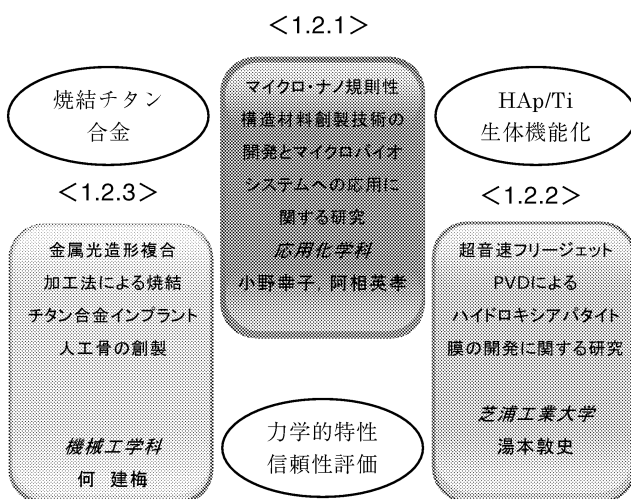 <1.2.1>
マイクロ・ナノ規則性
構造材料創製技術の
開発とマイクロバイオ
システムへの応用に
関する研究
応用化学科
小野幸子, 阿相英孝
焼結チタン
合金
HAp/Ti
生体機能化
<1.2.3>
金属光造形複合
加工法による焼結
チタン合金インプラント
人工骨の創製
機械工学科
何 建梅
<1.2.2>
超音速フリージェット
PVDによる
ハイドロキシアパタイト
膜の開発に関する研究
芝浦工業大学
湯本敦史
力学的特性
信頼性評価